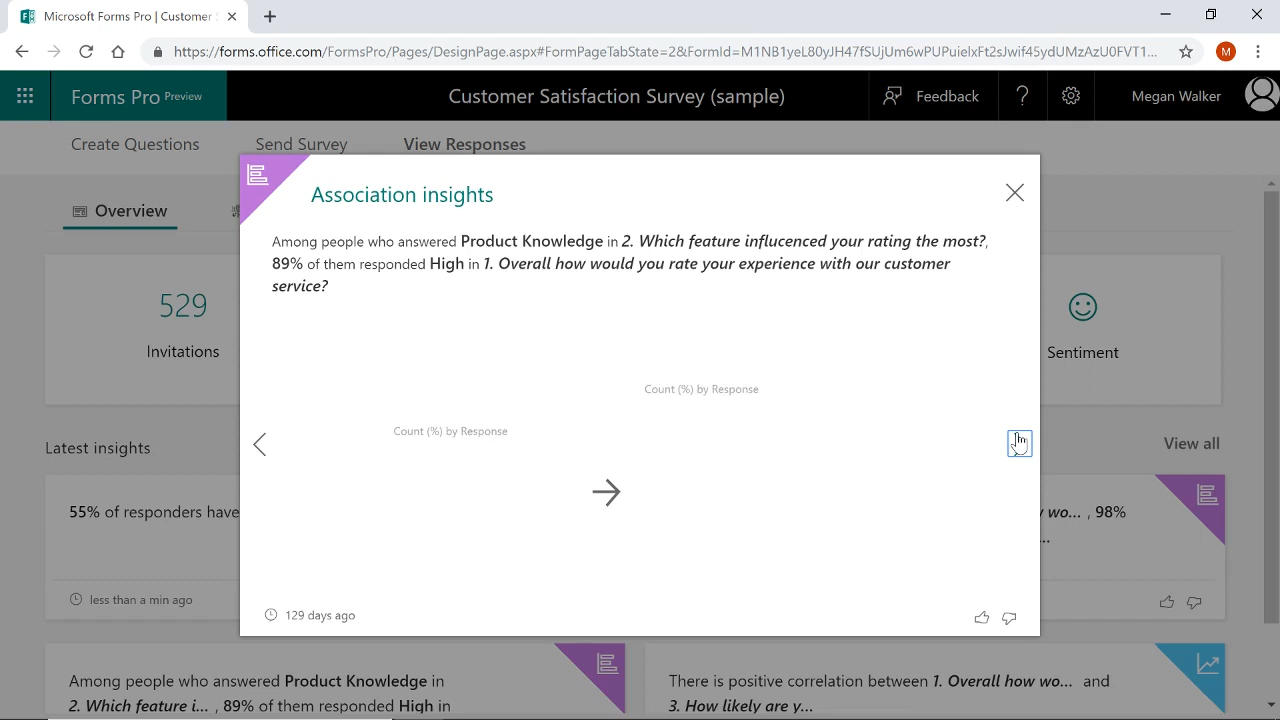 Microsoft Forms Pro | Customer S
https://forms.office.com/FormsPro/Pages/DesignPage.aspx#FormPageTabState=2&FormId=M1NB1yeL80yJH47fSUjUm6wPUPuielxFt2sJwif45ydUMzAzU0FVT1...
M
Forms Pro Preview
Customer Satisfaction Survey (sample)
Feedback
?
Megan Walker
Create Questions
Send Survey
View Responses
Overview
Association insights
Among people who answered Product Knowledge in 2. Which feature influcenced your rating the most?,
89% of them responded High in 1. Overall how would you rate your experience with our customer
service?
529
Invitations
Sentiment
Count (%) by Response
Count (%) by Response
Latest insights
View all
55% of responders have
wo... , 98%
...
less than a min ago
129 days ago
Among people who answered Product Knowledge in
2. Which feature i... , 89% of them responded High in
There is positive correlation between 1. Overall how wo... and
3. How likely are y...